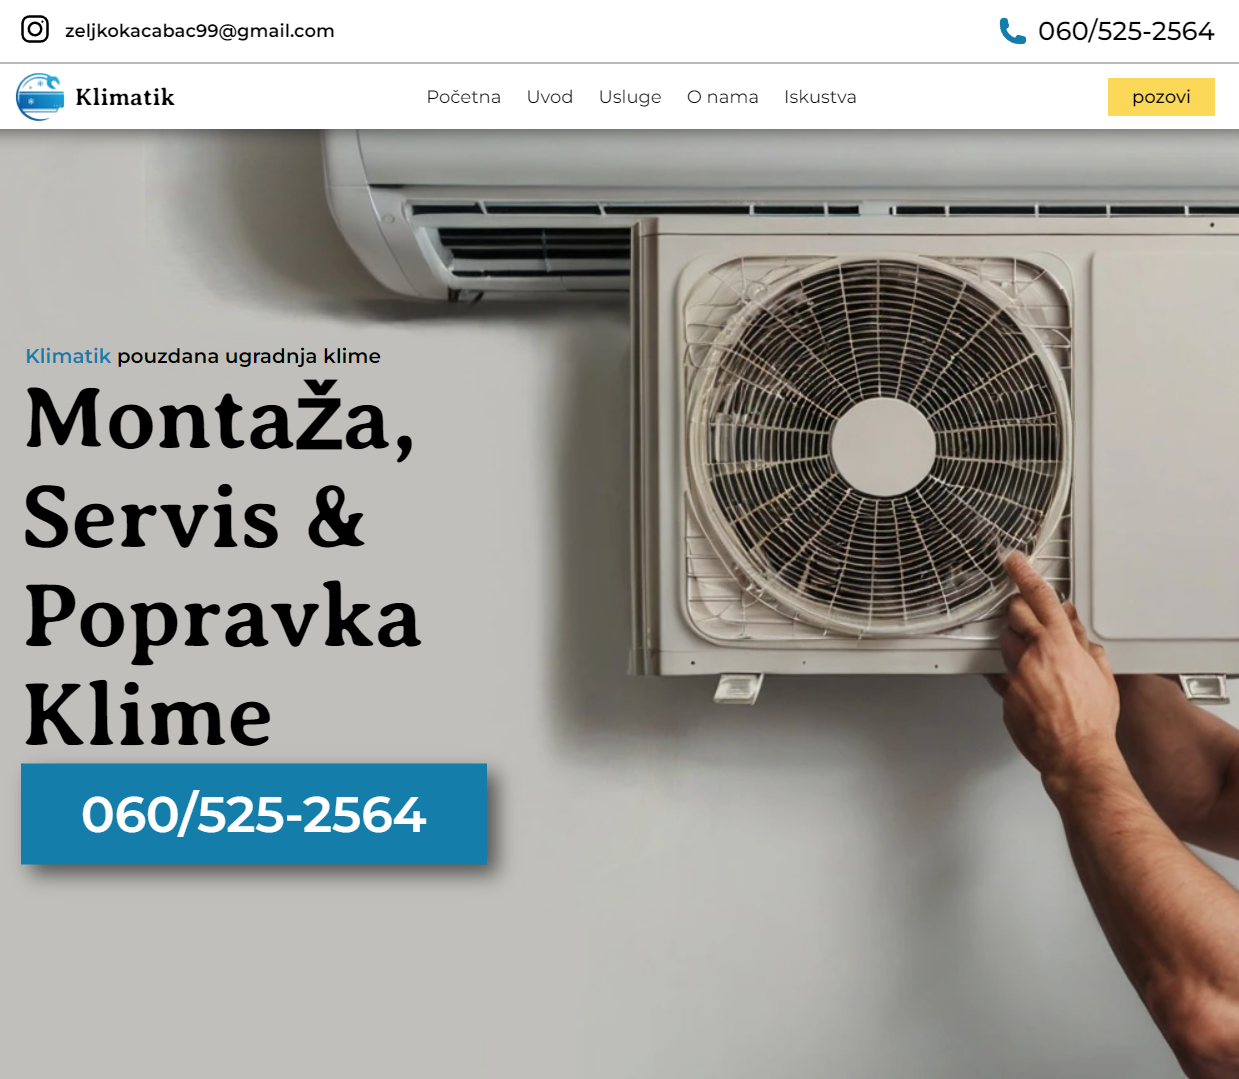 zeljkokacabac99@gmail.com
060/525-2564
Klimatik
Početna Uvod Usluge O nama Iskustva
pozovi
Klimatik pouzdana ugradnja klime
Montaža,
Servis &
Popravka
Klime
060/525-2564